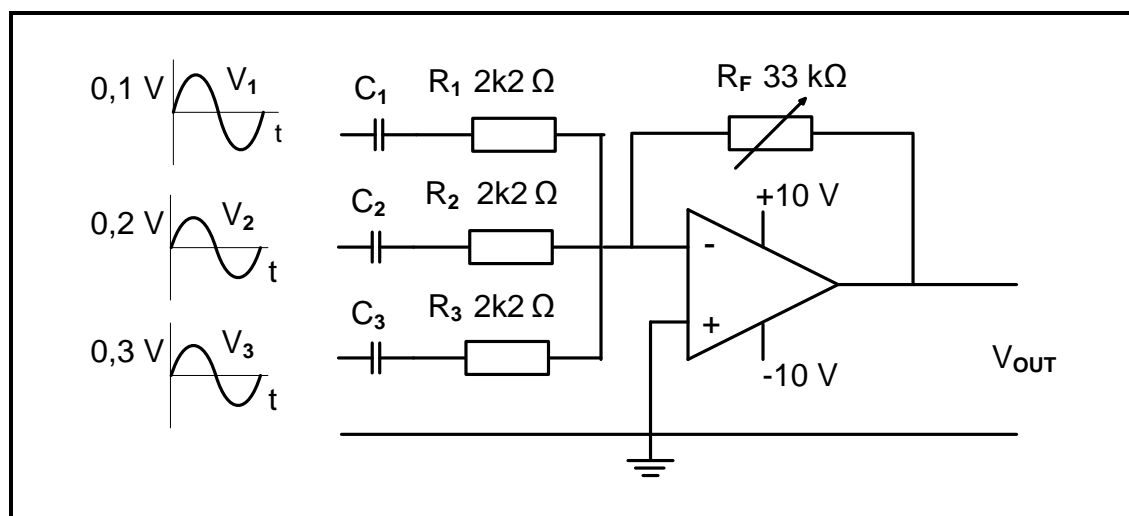 0,1 V V1 t
C1 R1 2k2 Ω
RF 33 kΩ
0,2 V V2 t
C2 R2 2k2 Ω
+10 V
-
0,3 V V3 t
C3 R3 2k2 Ω
+
-10 V
VOUT